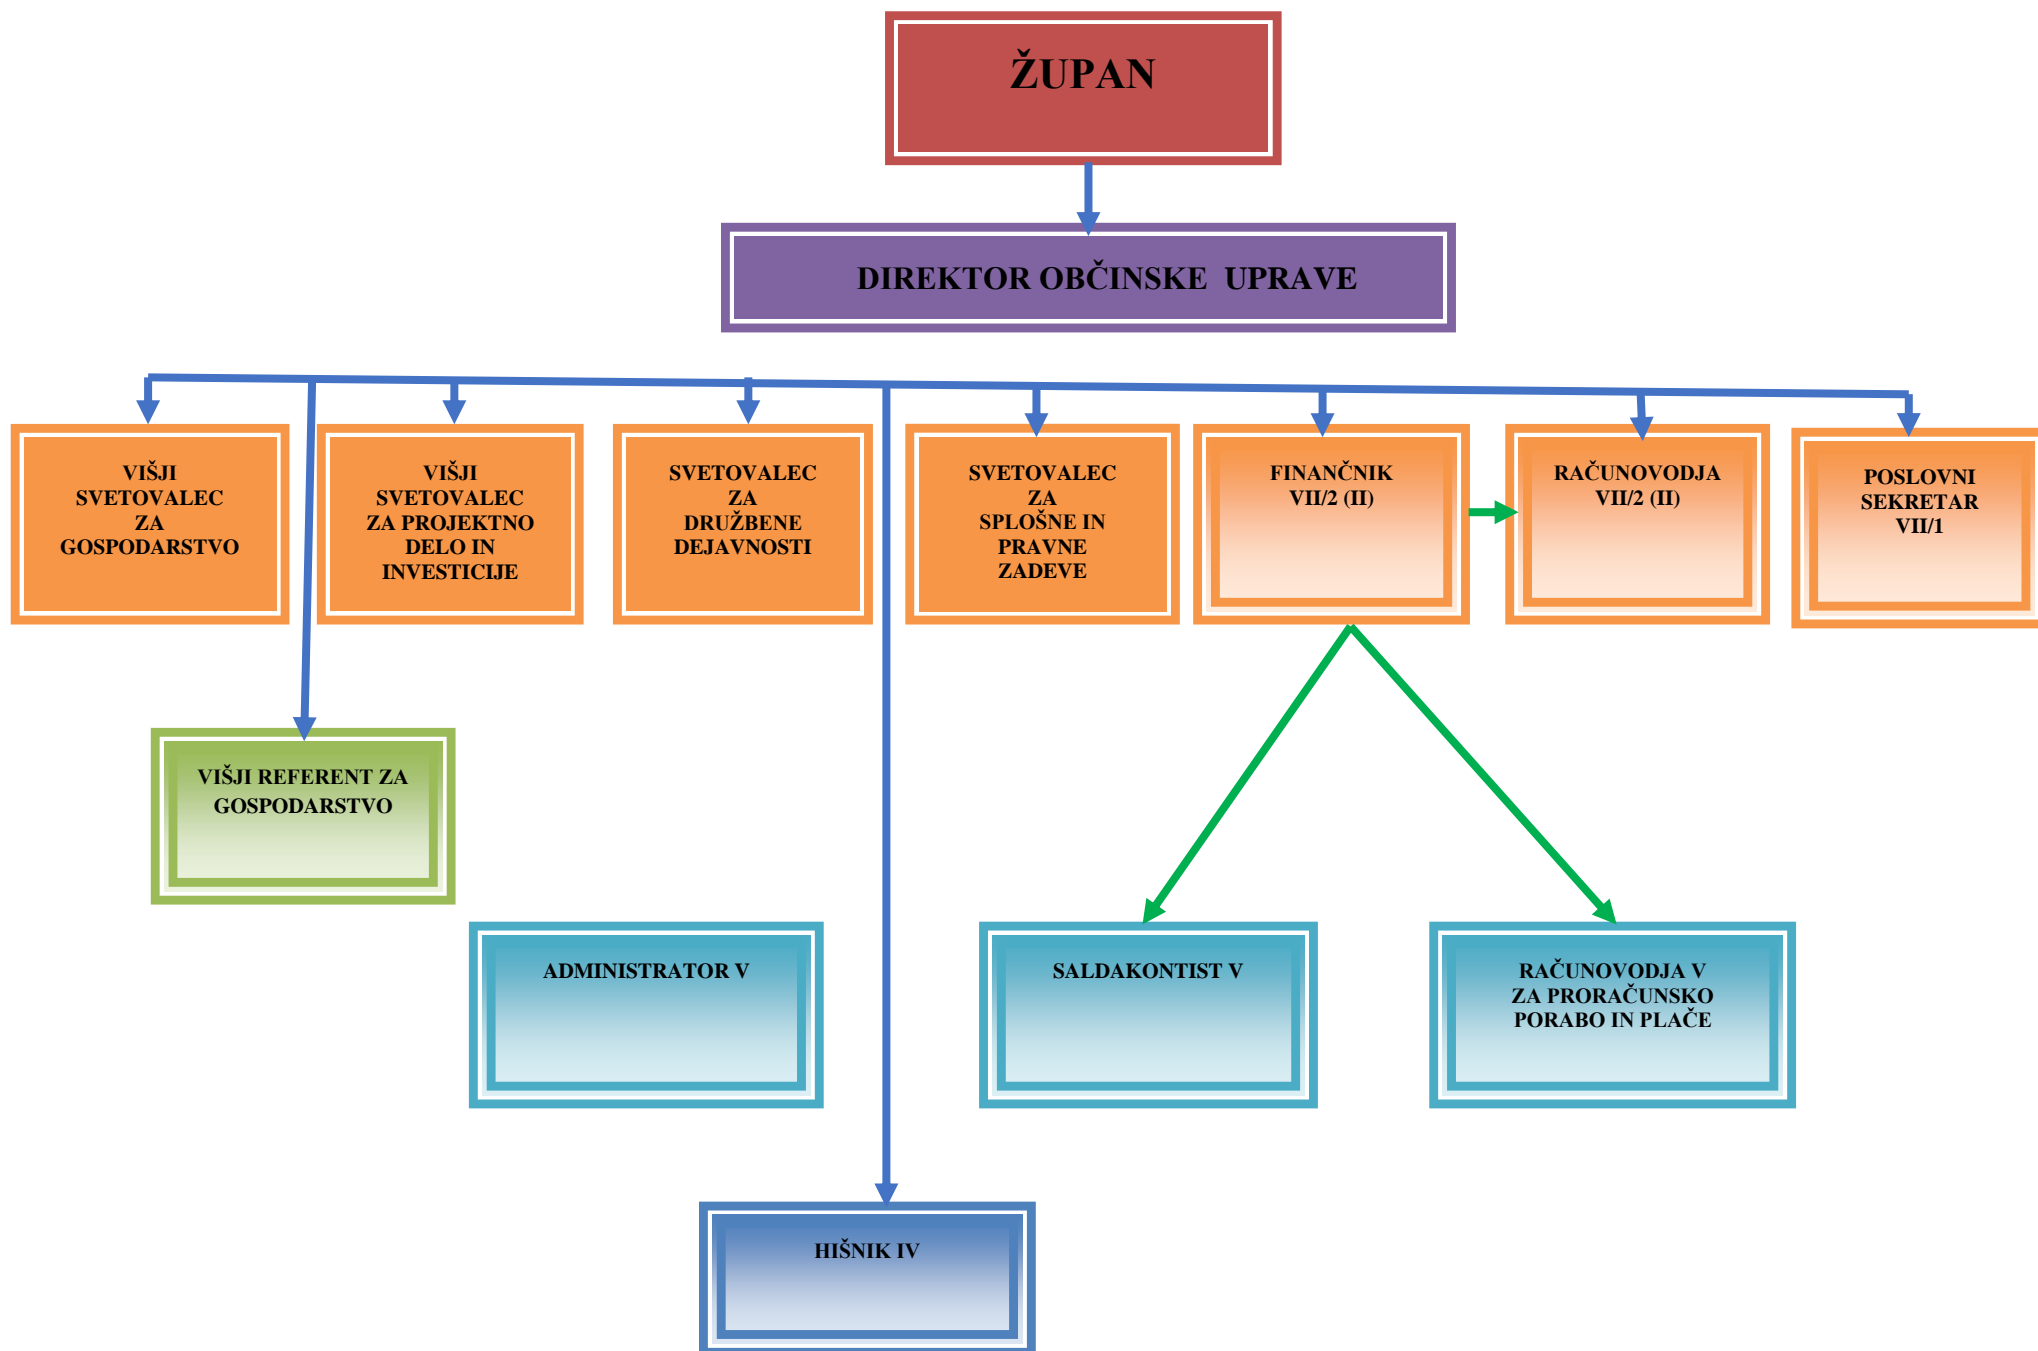 ŽUPAN
DIREKTOR OBČINSKE UPRAVE
VIŠJI
SVETOVALEC
ZA
GOSPODARSTVO
VIŠJI
SVETOVALEC
ZA PROJEKTNO
DELO IN
INVESTICIJE
SVETOVALEC
ZA
DRUŽBENE
DEJAVNOSTI
SVETOVALEC
ZA
SPLOŠNE IN
PRAVNE
ZADEVE
FINANČNIK
VII/2 (II)
RAČUNOVODJA
VII/2 (II)
POSLOVNI
SEKRETAR
VII/1
VIŠJI REFERENT ZA
GOSPODARSTVO
ADMINISTRATOR V
SALDAKONTIST V
RAČUNOVODJA V
ZA PRORAČUNSKO
PORABO IN PLAČE
HIŠNIK IV